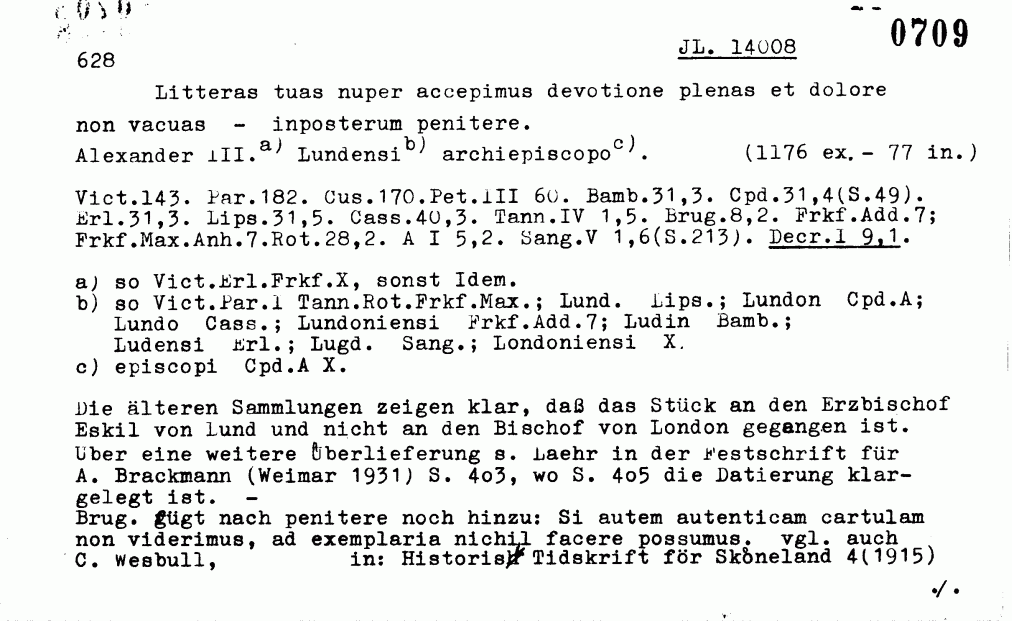 0709
JL. 14008
628
Litteras tuas nuper accepimus devotione plenas et dolore
non vacuas - inposterum penitere.
Alexander III.a) Lundensib) archiepiscopoc). (1176 ex. - 77 in.)
Vict.143. Par.182. Cus.170.Pet.III 60. Bamb.31,3. Cpd.31,4(S.49).
Erl.31,3. Lips.31,5. Cass.40,3. Tann.IV 1,5. Brug.8,2. Frkf.Add.7;
Frkf.Max.Anh.7.Rot.28,2. A I 5,2. Sang.V 1,6(S.213). Decr.I 9,1.
a) so Vict.Erl.Frkf.X, sonst Idem.
b) so Vict.Par.I Tann.Rot.Frkf.Max.; Lund. Lips.; Lundon Cpd.A;
Lundo Cass.; Lundoniensi Frkf.Add.7; Ludin Bamb.;
Ludensi Erl.; Lugd. Sang.; Londoniensi X.
c) episcopi Cpd.A X.
Die älteren Sammlungen zeigen klar, daß das Stück an den Erzbischof
Eskil von Lund und nicht an den Bischof von London gegangen ist.
Über eine weitere Überlieferung s. Laehr in der Festschrift für
A. Brackmann (Weimar 1931) S. 4o3, wo S. 4o5 die Datierung klar-
gelegt ist. -
Brug. fügt nach penitere noch hinzu: Si autem autenticam cartulam
non viderimus, ad exemplaria nichil facere possumus. vgl. auch
C. Wesbull, in: Historisk Tidskrift för Skåneland 4(1915)
./.